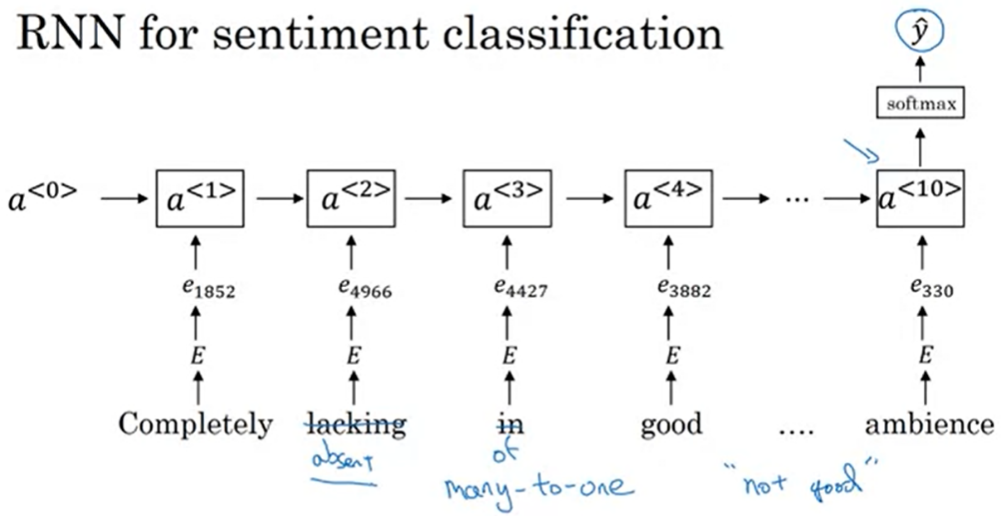 RNN for sentiment classification
ŷ
softmax
a<0> a<1> a<2> a<3> a<4> ... a<10>
e1852 e4966 e4427 e3882 e330
E E E E E
Completely lacking in good .... ambience
absent of
many-to-one "not good"